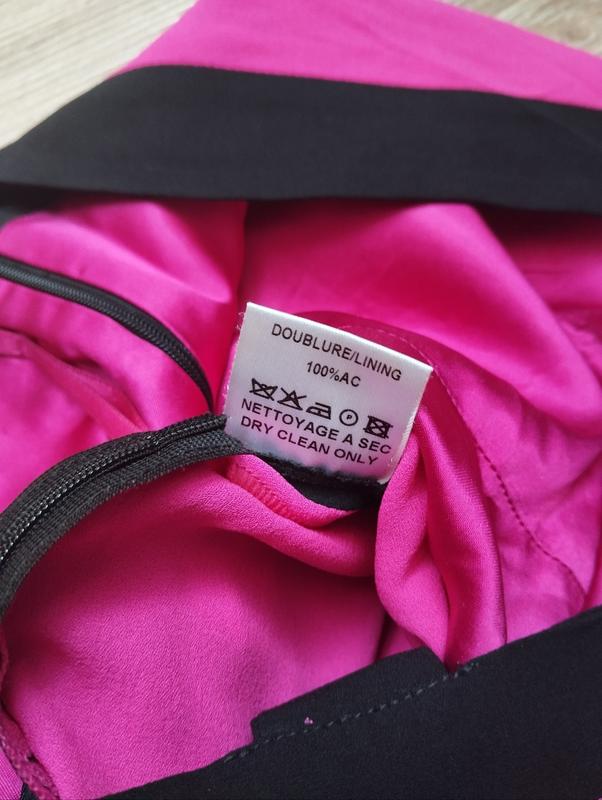 DOUBLURE/LINING
100%AC
NETTOYAGE A SEC
DRY CLEAN ONLY